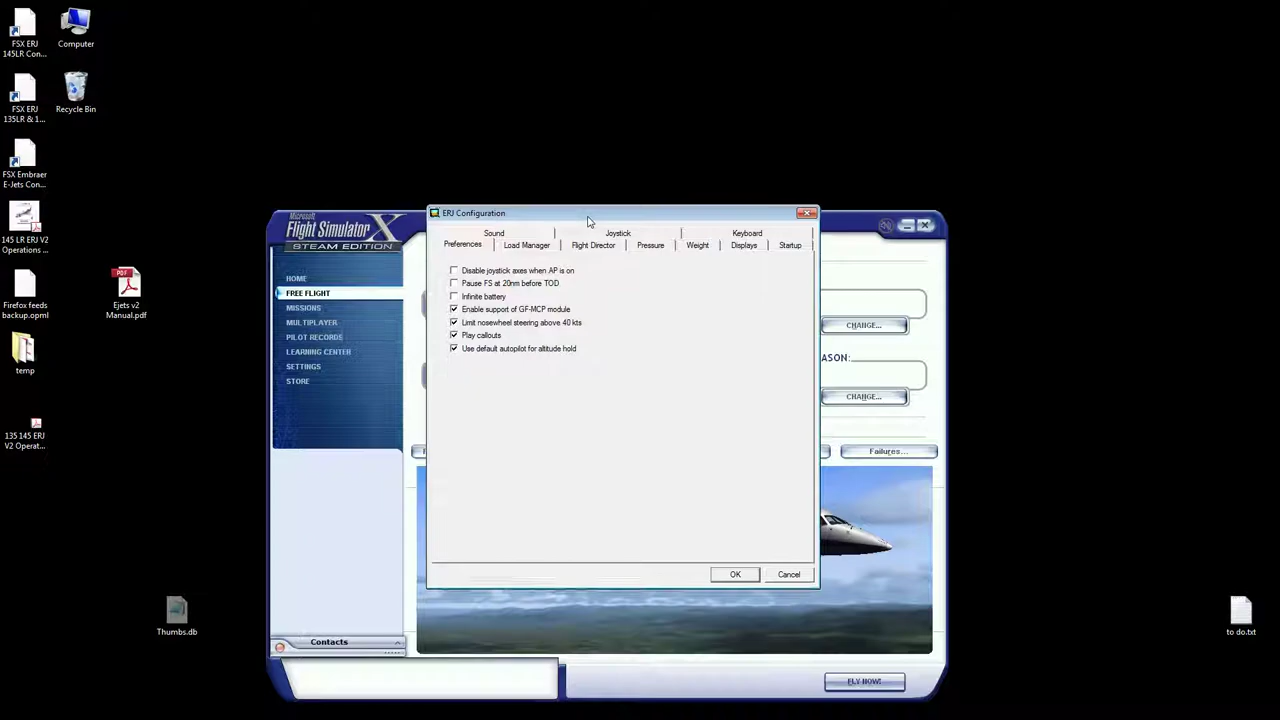 FSX ERJ
145LR Con...
Computer
FSX ERJ
135LR & 1...
Recycle Bin
FSX Embraer
E-Jets Con...
145 LR ERJ V2
Operations ...
Firefox feeds
backup.opml
PDF
Ejets v2
Manual.pdf
temp
135 145 ERJ
V2 Operat...
Thumbs.db
to do.txt
Microsoft
Flight Simulator X
STEAM EDITION
HOME
FREE FLIGHT
MISSIONS
MULTIPLAYER
PILOT RECORDS
LEARNING CENTER
SETTINGS
STORE
Contacts
ERJ Configuration
Sound
Joystick
Keyboard
Preferences
Load Manager
Flight Director
Pressure
Weight
Displays
Startup
Disable joystick axes when AP is on
Pause FS at 20nm before TOD
Infinite battery
Enable support of GF-MCP module
Limit nosewheel steering above 40 kts
Play callouts
Use default autopilot for altitude hold
OK
Cancel
CHANGE...
ASON:
CHANGE...
Failures...
FLY NOW!